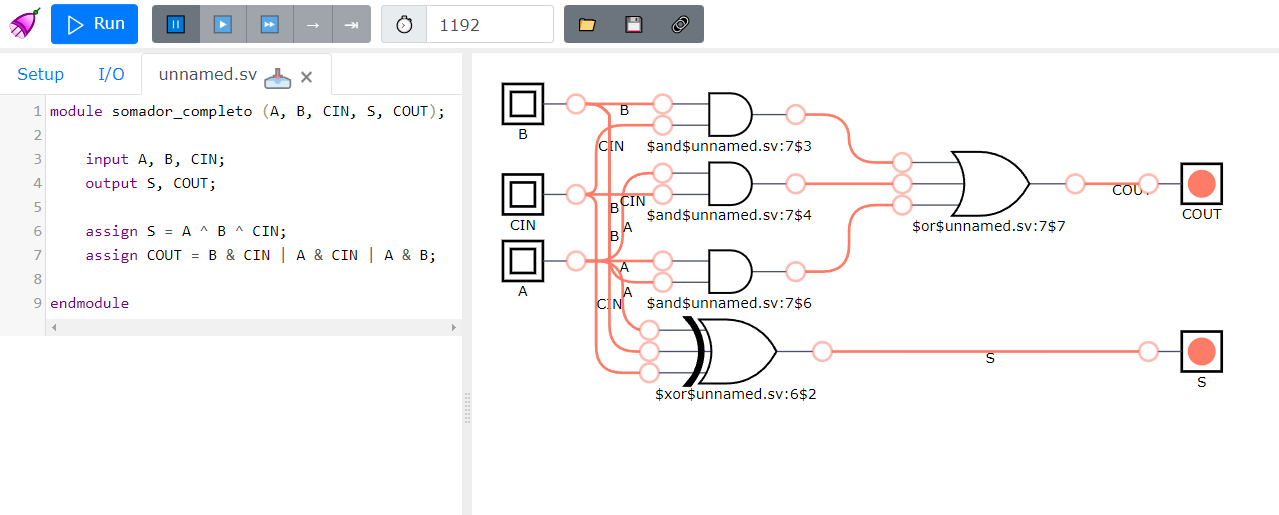 Run
1192
Setup I/O unnamed.sv ×
1 module somador_completo (A, B, CIN, S, COUT);
2
3 input A, B, CIN;
4 output S, COUT;
5
6 assign S = A ^ B ^ CIN;
7 assign COUT = B & CIN | A & CIN | A & B;
8
9 endmodule
B
B
CIN
$and$unnamed.sv:7$3
CIN
B
CIN
$and$unnamed.sv:7$4
A
B
A
A
A
CIN
$and$unnamed.sv:7$6
$or$unnamed.sv:7$7
COUT
COUT
$xor$unnamed.sv:6$2
S
S